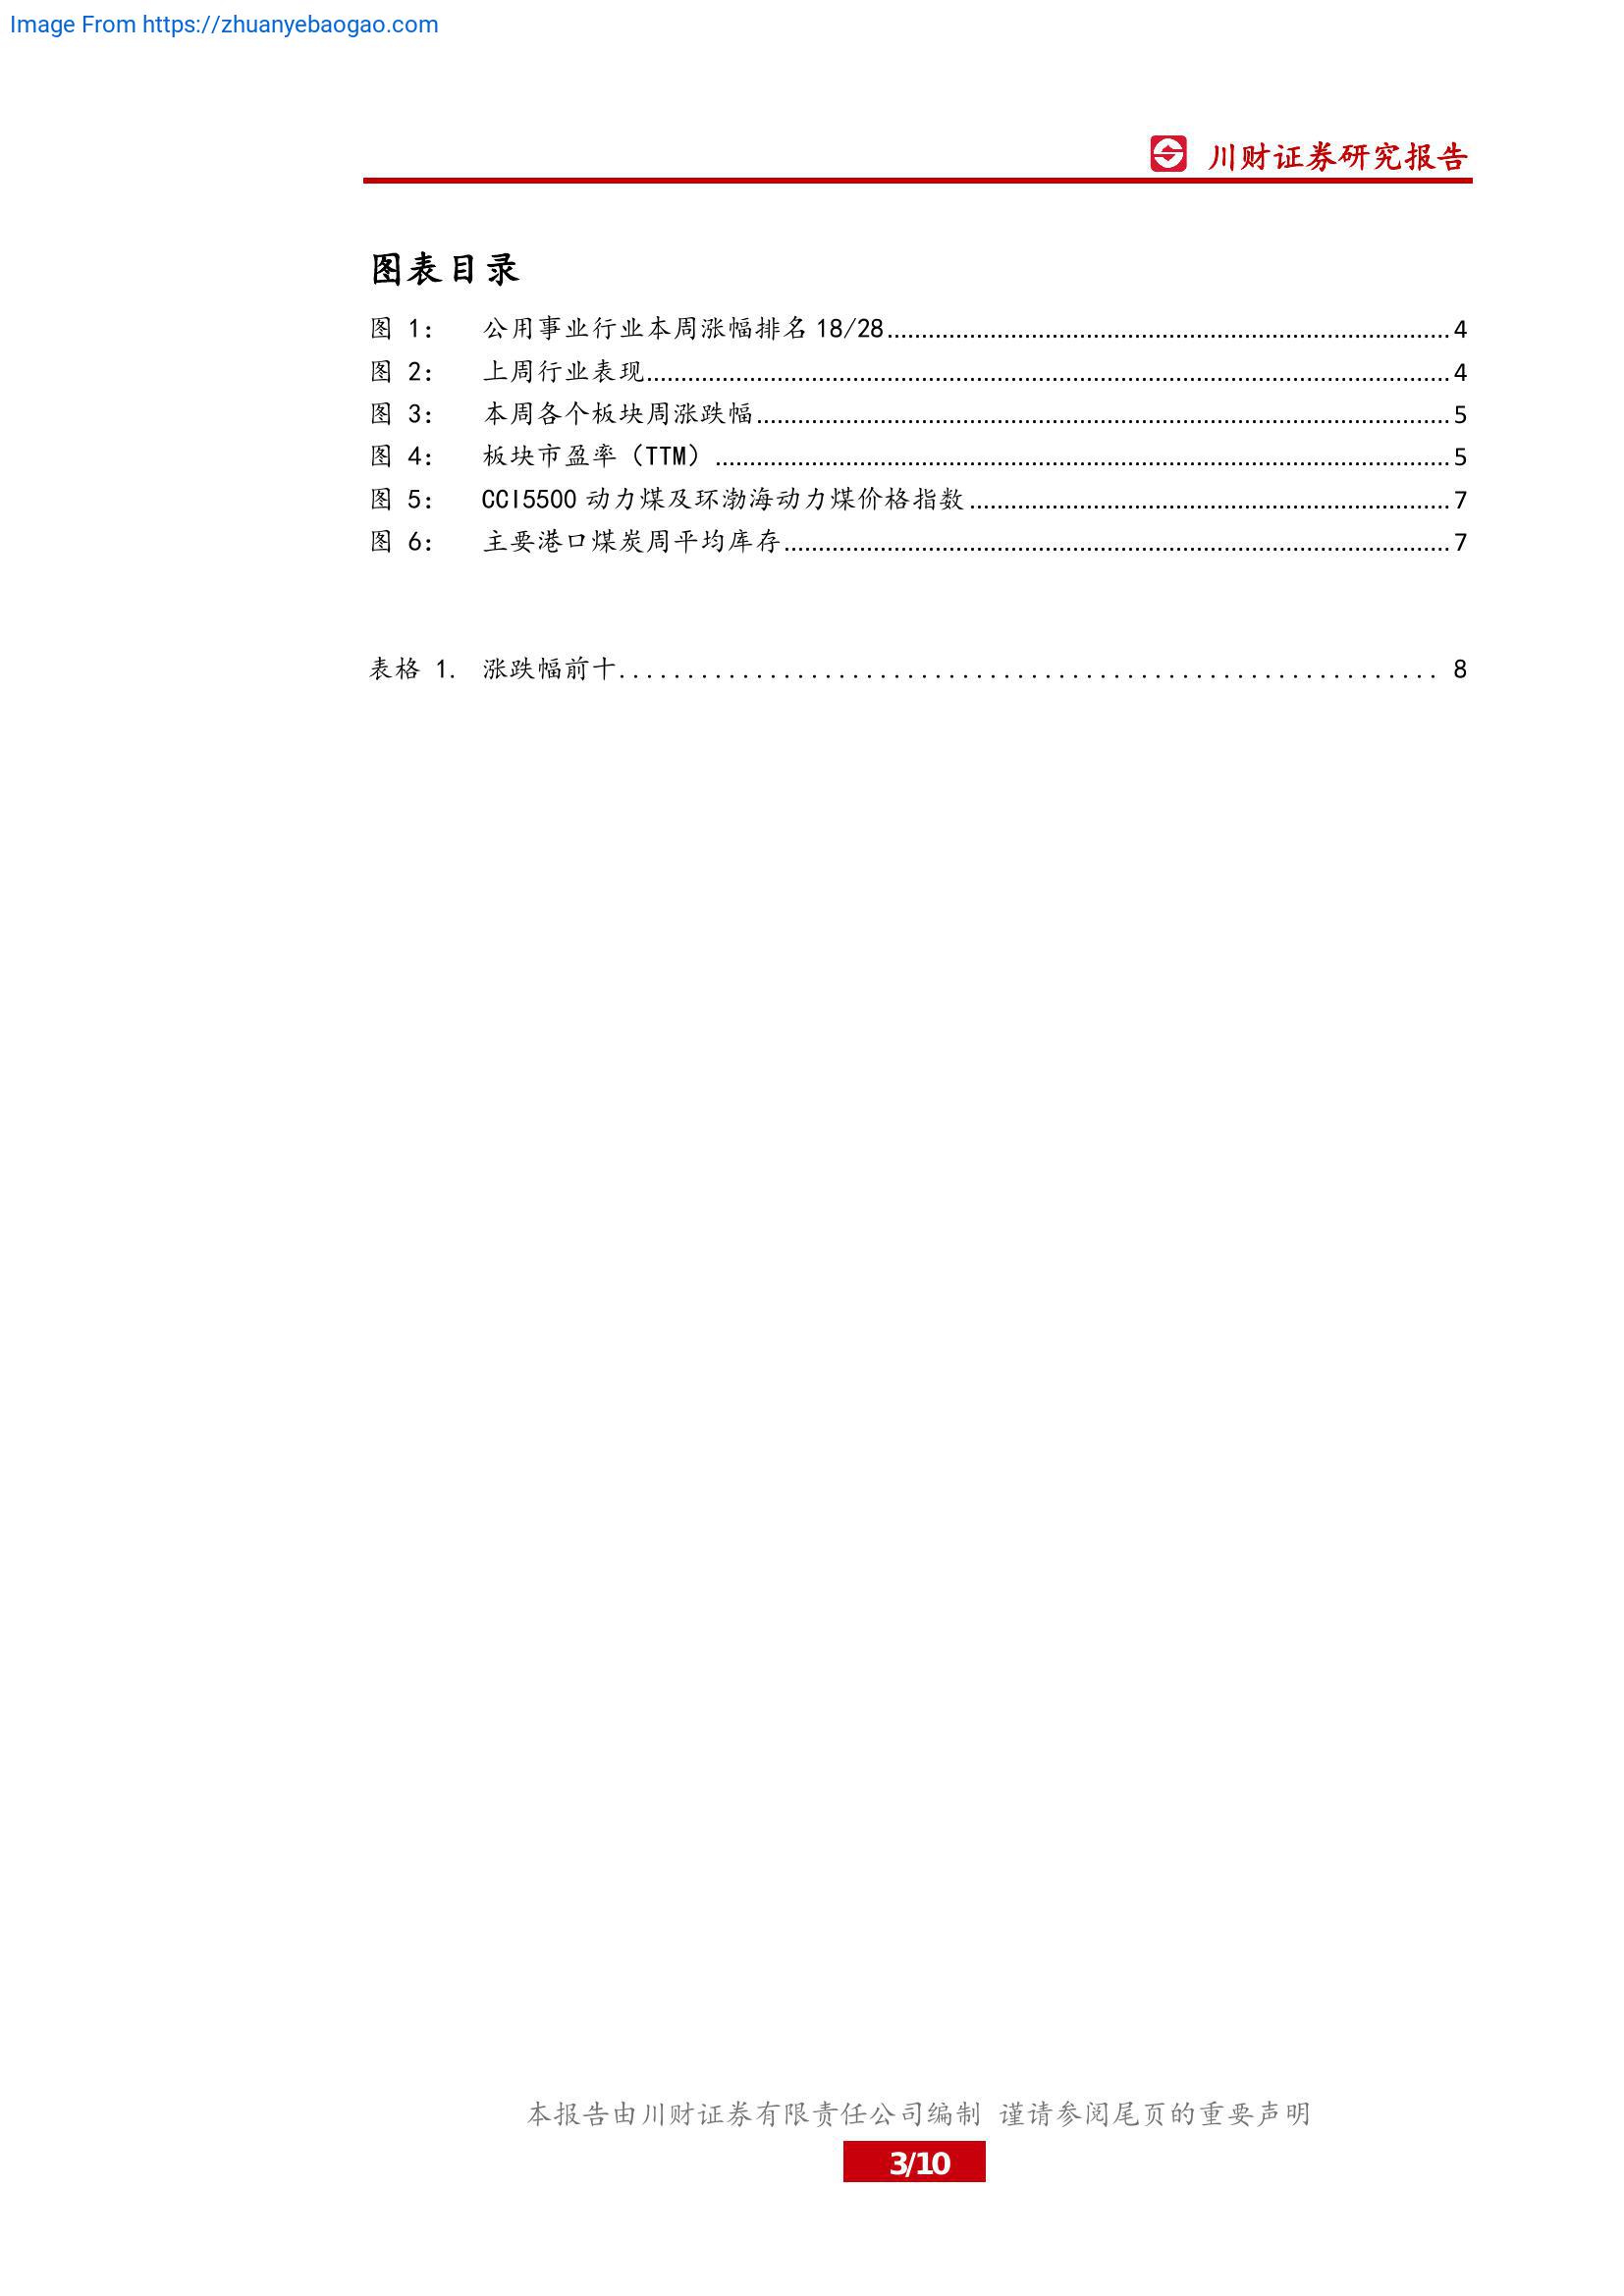 Image From https://zhuanyebaogao.com
川财证券研究报告
图表目录
图 1: 公用事业行业本周涨幅排名 18/28 4
图 2: 上周行业表现 4
图 3: 本周各个板块周涨跌幅 5
图 4: 板块市盈率（TTM） 5
图 5: CCI5500 动力煤及环渤海动力煤价格指数 7
图 6: 主要港口煤炭周平均库存 7
表格 1. 涨跌幅前十 8
本报告由川财证券有限责任公司编制 谨请参阅尾页的重要声明
3/10